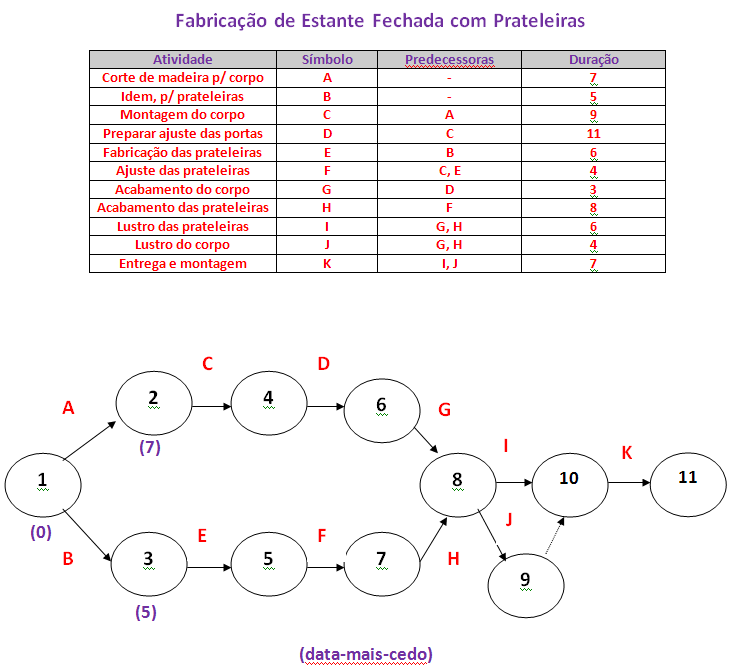 Fabricação de Estante Fechada com Prateleiras
Atividade Símbolo Predecessoras Duração
Corte de madeira p/ corpo A - 7
Idem, p/ prateleiras B - 5
Montagem do corpo C A 9
Preparar ajuste das portas D C 11
Fabricação das prateleiras E B 6
Ajuste das prateleiras F C, E 4
Acabamento do corpo G D 3
Acabamento das prateleiras H F 8
Lustro das prateleiras I G, H 6
Lustro do corpo J G, H 4
Entrega e montagem K I, J 7
C D
A 2 4 6 G
(7)
I K
1 8 10 11
J
(0)
B E F H
3 5 7 9
(5)
(data-mais-cedo)